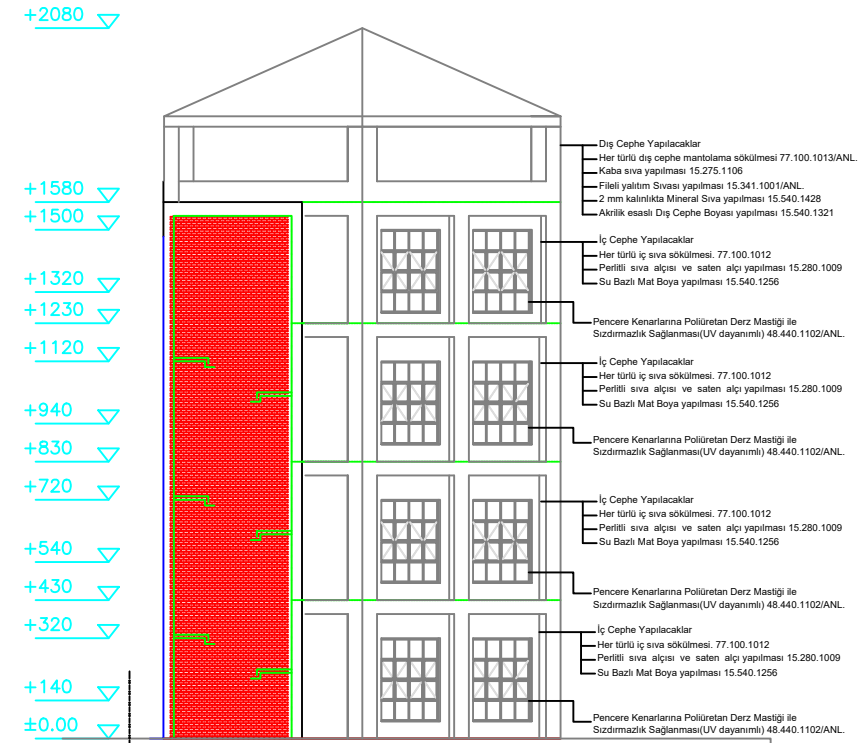 +2080
+1580
+1500
+1320
+1230
+1120
+940
+830
+720
+540
+430
+320
+140
±0.00
Dış Cephe Yapılacaklar
Her türlü dış cephe mantolama sökülmesi 77.100.1013/ANL.
Kaba sıva yapılması 15.275.1106
Fileli yalıtım Sıvası yapılması 15.341.1001/ANL.
2 mm kalınlıkta Mineral Sıva yapılması 15.540.1428
Akrilik esaslı Dış Cephe Boyası yapılması 15.540.1321
İç Cephe Yapılacaklar
Her türlü iç sıva sökülmesi. 77.100.1012
Perlitli sıva alçısı ve saten alçı yapılması 15.280.1009
Su Bazlı Mat Boya yapılması 15.540.1256
Pencere Kenarlarına Poliüretan Derz Mastiği ile
Sızdırmazlık Sağlanması(UV dayanımlı) 48.440.1102/ANL.
İç Cephe Yapılacaklar
Her türlü iç sıva sökülmesi. 77.100.1012
Perlitli sıva alçısı ve saten alçı yapılması 15.280.1009
Su Bazlı Mat Boya yapılması 15.540.1256
Pencere Kenarlarına Poliüretan Derz Mastiği ile
Sızdırmazlık Sağlanması(UV dayanımlı) 48.440.1102/ANL.
İç Cephe Yapılacaklar
Her türlü iç sıva sökülmesi. 77.100.1012
Perlitli sıva alçısı ve saten alçı yapılması 15.280.1009
Su Bazlı Mat Boya yapılması 15.540.1256
Pencere Kenarlarına Poliüretan Derz Mastiği ile
Sızdırmazlık Sağlanması(UV dayanımlı) 48.440.1102/ANL.
İç Cephe Yapılacaklar
Her türlü iç sıva sökülmesi. 77.100.1012
Perlitli sıva alçısı ve saten alçı yapılması 15.280.1009
Su Bazlı Mat Boya yapılması 15.540.1256
Pencere Kenarlarına Poliüretan Derz Mastiği ile
Sızdırmazlık Sağlanması(UV dayanımlı) 48.440.1102/ANL.